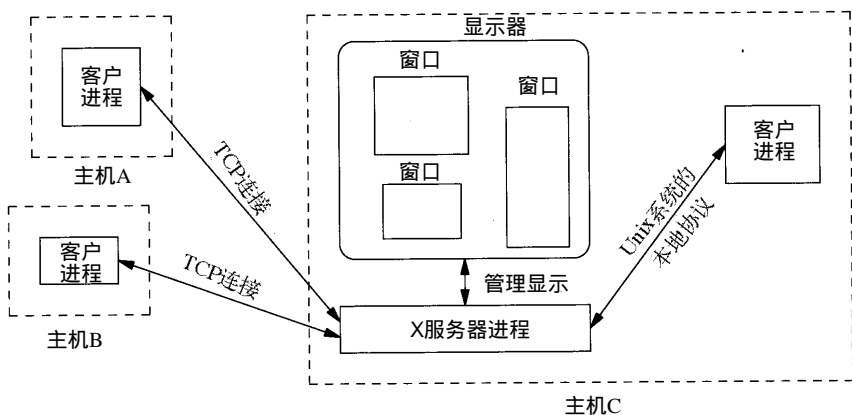 显示器
窗口
窗口
窗口
客户
进程
主机A
TCP连接
客户
进程
主机B
TCP连接
客户
进程
Unix系统的
本地协议
管理显示
X服务器进程
主机C